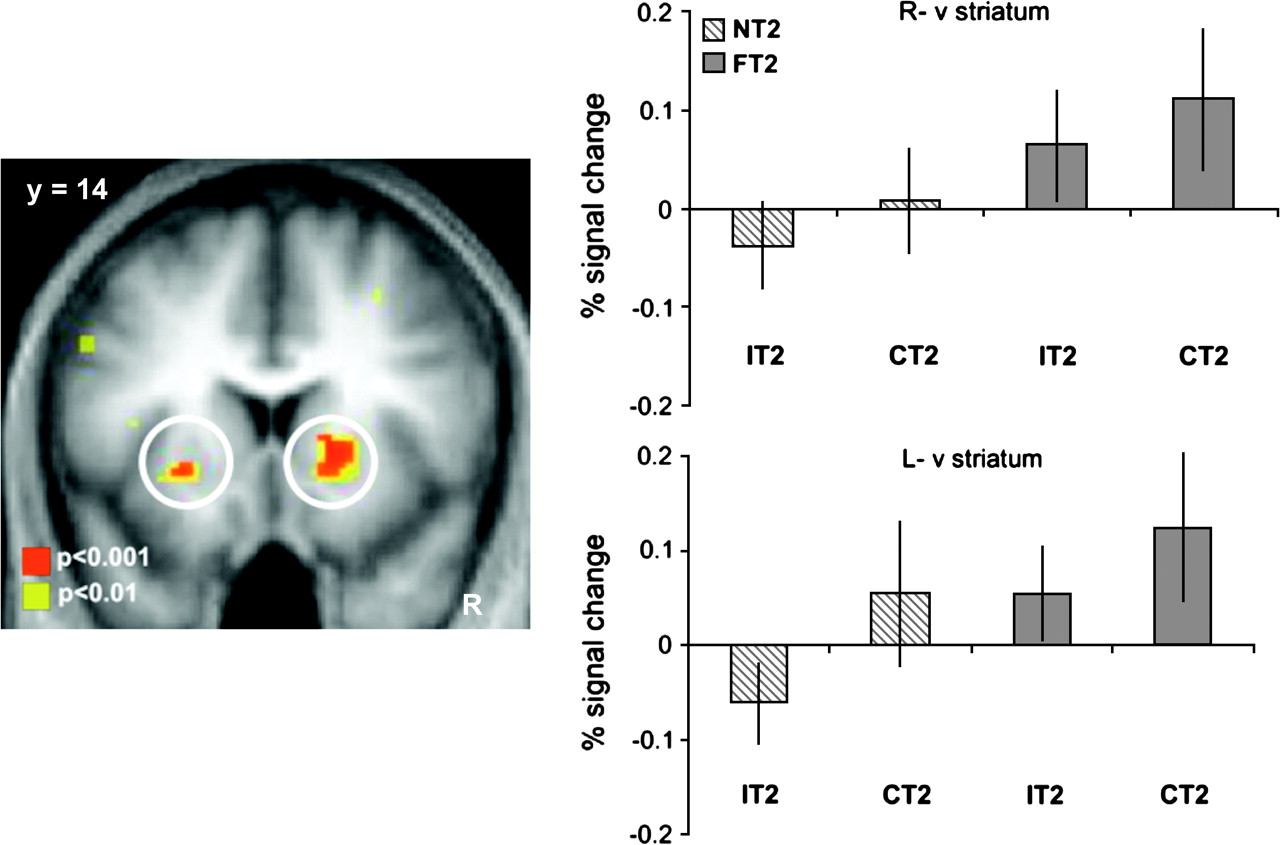 y = 14
p<0.001
p<0.01
R
R- v striatum
NT2
FT2
% signal change
0.2
0.1
0
-0.1
-0.2
IT2 CT2 IT2 CT2
L- v striatum
% signal change
0.2
0.1
0
-0.1
-0.2
IT2 CT2 IT2 CT2